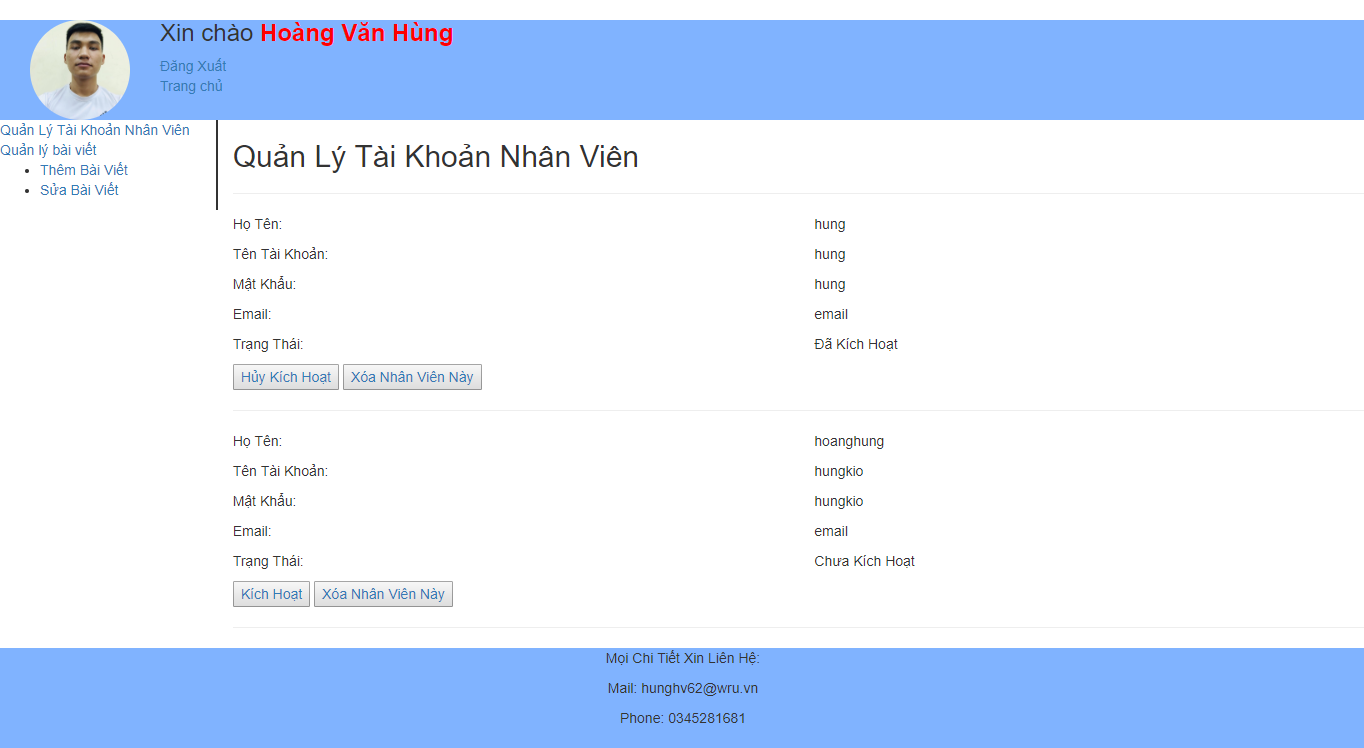 Xin chào Hoàng Văn Hùng
Đăng Xuất
Trang chủ
Quản Lý Tài Khoản Nhân Viên
Quản lý bài viết
Thêm Bài Viết
Sửa Bài Viết
Quản Lý Tài Khoản Nhân Viên
Họ Tên: hung
Tên Tài Khoản: hung
Mật Khẩu: hung
Email: email
Trạng Thái: Đã Kích Hoạt
Hủy Kích Hoạt Xóa Nhân Viên Này
Họ Tên: hoanghung
Tên Tài Khoản: hungkio
Mật Khẩu: hungkio
Email: email
Trạng Thái: Chưa Kích Hoạt
Kích Hoạt Xóa Nhân Viên Này
Mọi Chi Tiết Xin Liên Hệ:
Mail: hunghv62@wru.vn
Phone: 0345281681